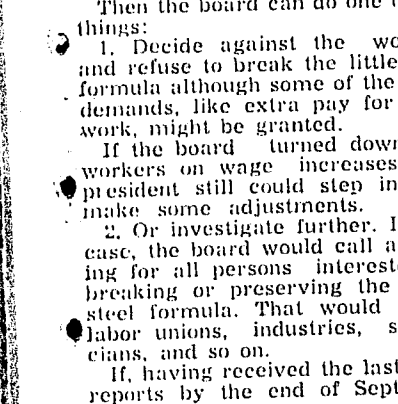 Then the board can do one
things:
1. Decide against the
and refuse to break the little
formula although some of the
demands, like extra pay for
work, might be granted.
If the board turned down
workers on wage increases
president still could step in
make some adjustments.
2. Or investigate further. I
case, the board would call a
ing for all persons interest
breaking or preserving the
steel formula. That would
labor unions, industries, s
cians, and so on.
If, having received the last
reports by the end of Sept